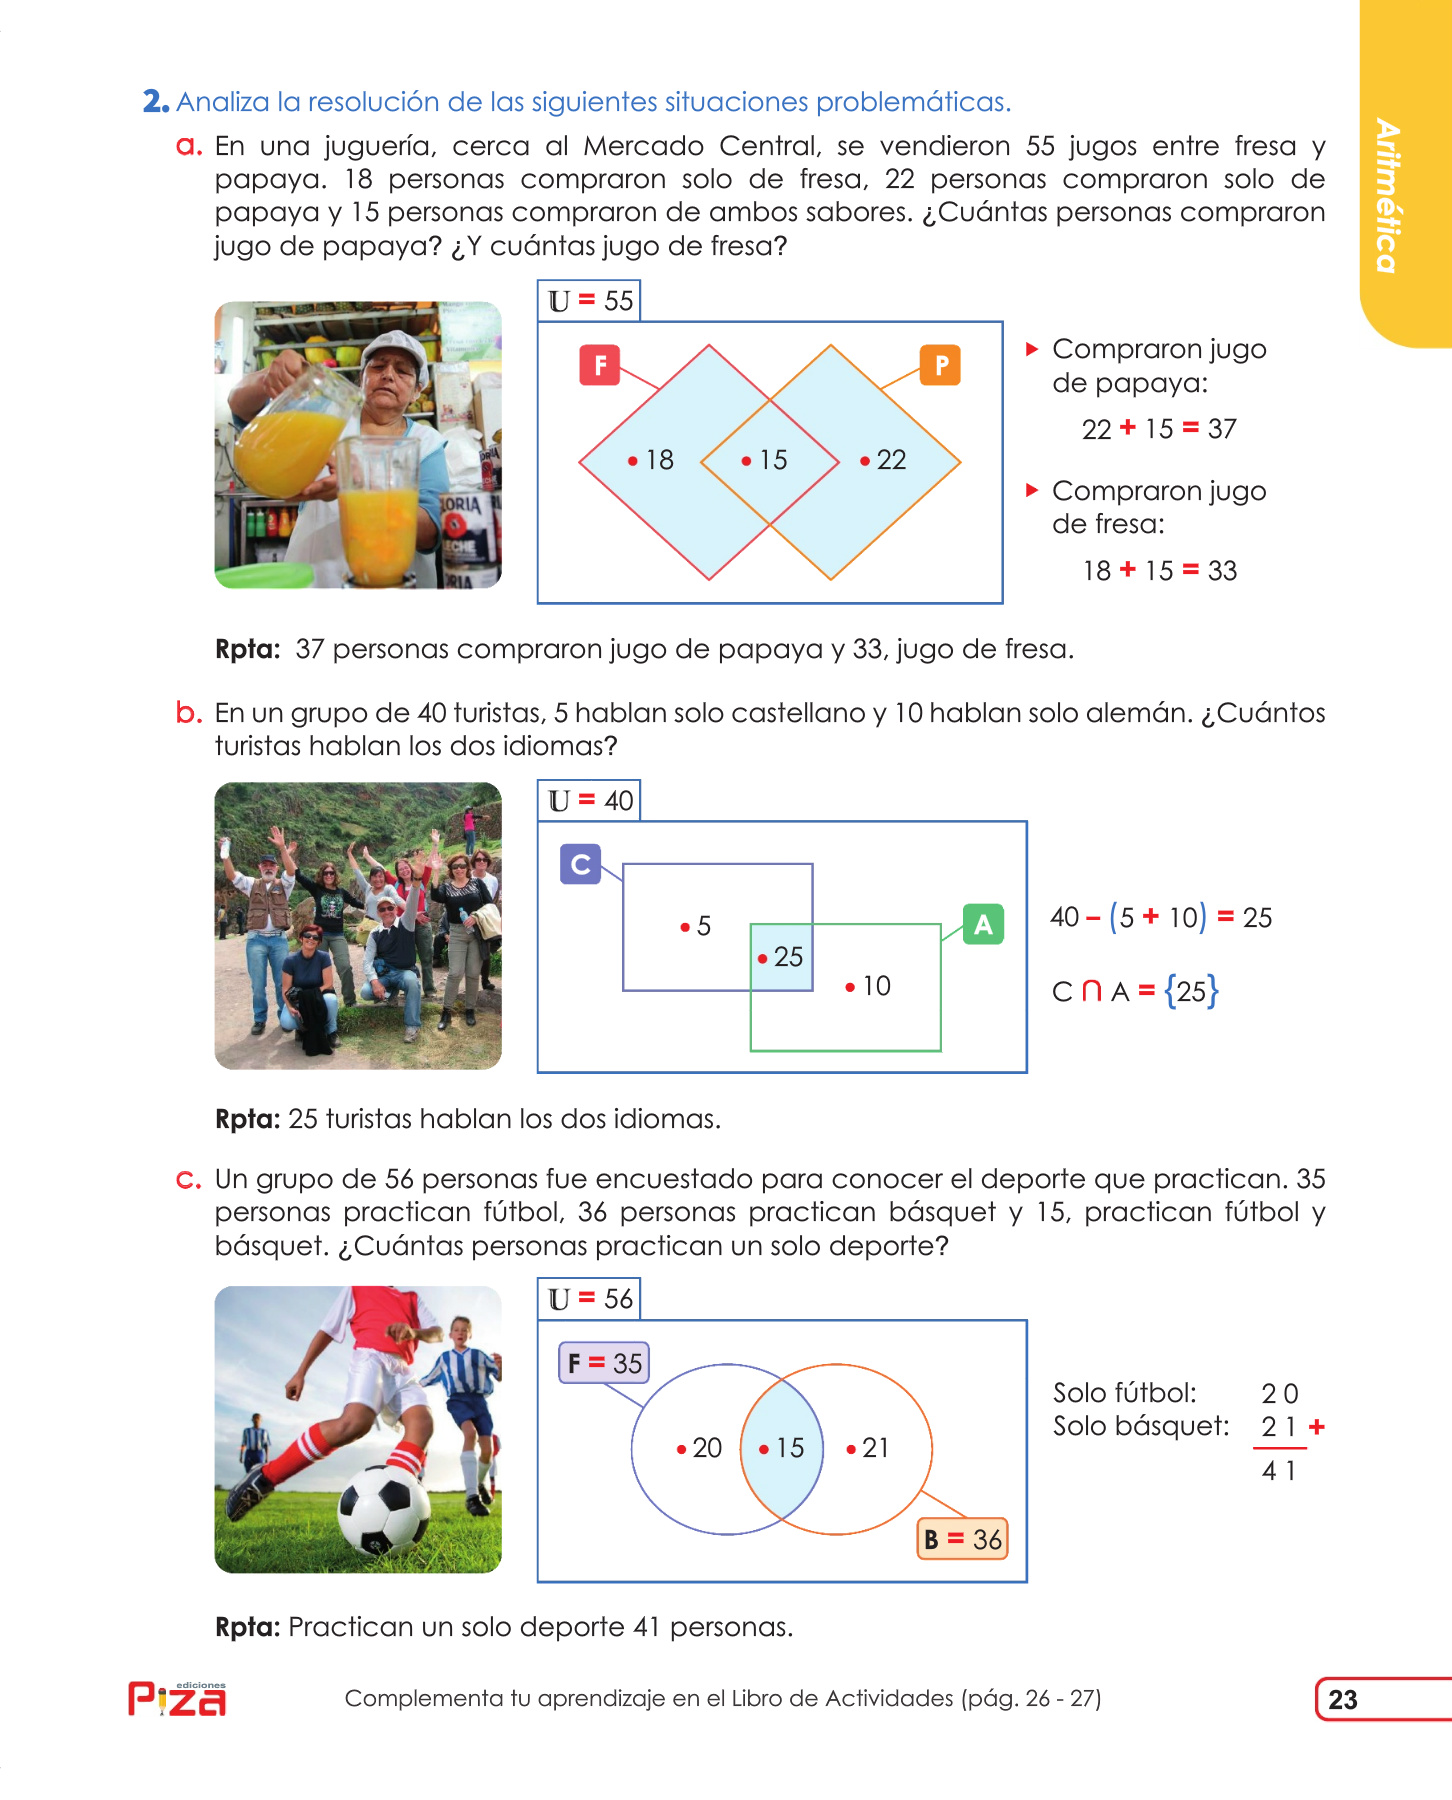 Aritmética
2. Analiza la resolución de las siguientes situaciones problemáticas.
a. En una juguería, cerca al Mercado Central, se vendieron 55 jugos entre fresa y
papaya. 18 personas compraron solo de fresa, 22 personas compraron solo de
papaya y 15 personas compraron de ambos sabores. ¿Cuántas personas compraron
jugo de papaya? ¿Y cuántas jugo de fresa?
𝕌 = 55
F
P
• 18
• 15
• 22
Compraron jugo
de papaya:
22 + 15 = 37
Compraron jugo
de fresa:
18 + 15 = 33
Rpta: 37 personas compraron jugo de papaya y 33, jugo de fresa.
b. En un grupo de 40 turistas, 5 hablan solo castellano y 10 hablan solo alemán. ¿Cuántos
turistas hablan los dos idiomas?
𝕌 = 40
C
A
• 5
• 25
• 10
40 – (5 + 10) = 25
C ∩ A = {25}
Rpta: 25 turistas hablan los dos idiomas.
c. Un grupo de 56 personas fue encuestado para conocer el deporte que practican. 35
personas practican fútbol, 36 personas practican básquet y 15, practican fútbol y
básquet. ¿Cuántas personas practican un solo deporte?
𝕌 = 56
F = 35
• 20
• 15
• 21
B = 36
Solo fútbol: 2 0
Solo básquet: 2 1 +
4 1
Rpta: Practican un solo deporte 41 personas.
ediciones
Piza
Complementa tu aprendizaje en el Libro de Actividades (pág. 26 - 27)
23